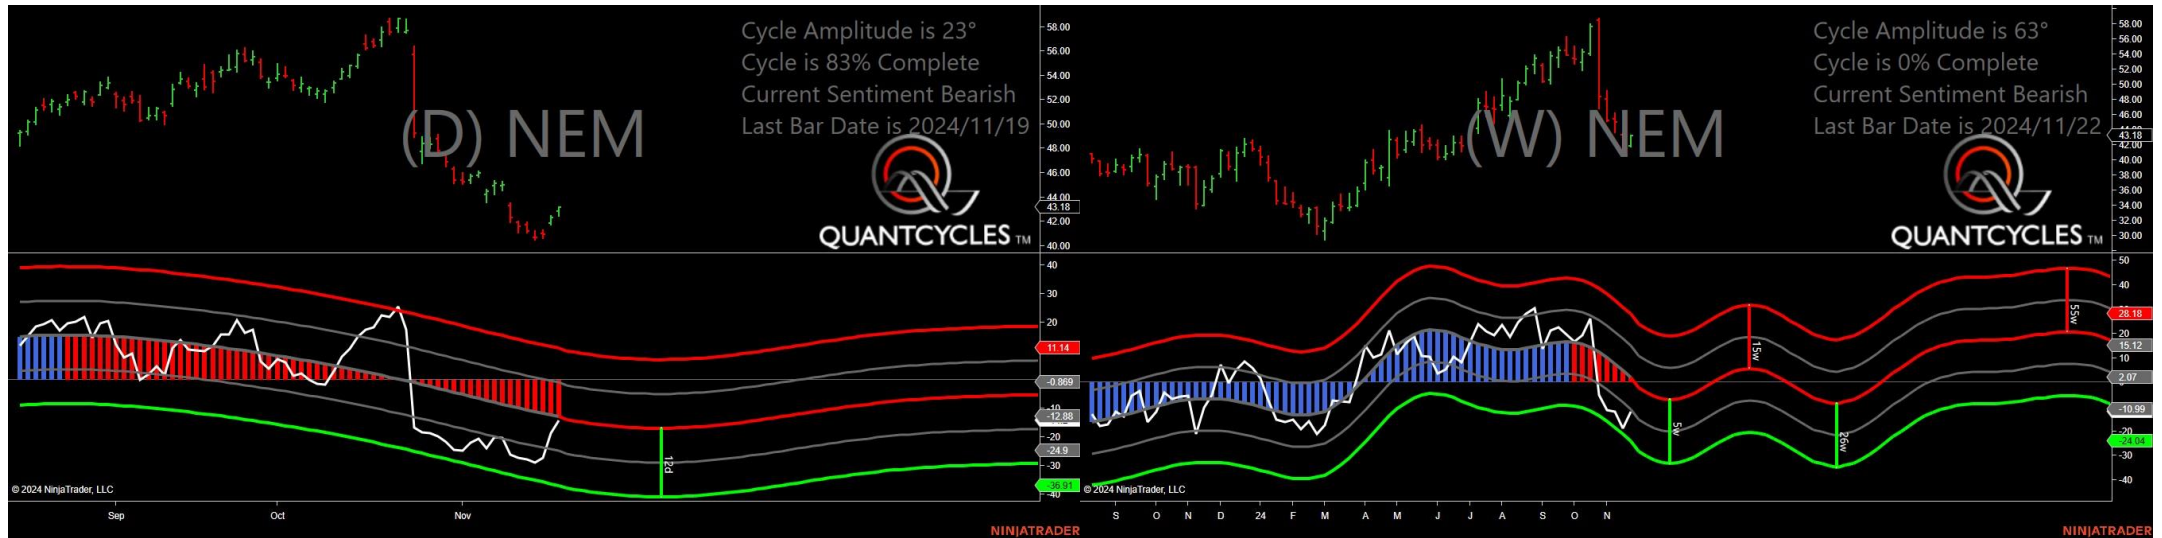 Cycle Amplitude is 23°
Cycle is 83% Complete
Current Sentiment Bearish
Last Bar Date is 2024/11/19
(D) NEM
QUANTCYCLES TM
58.00
56.00
54.00
52.00
50.00
48.00
46.00
44.00
43.18
42.00
40.00
40
30
20
11.14
-0.869
-12.88
-20
-24.9
-30
-36.91
-40
12d
© 2024 NinjaTrader, LLC
Sep Oct Nov
NINJATRADER
Cycle Amplitude is 63°
Cycle is 0% Complete
Current Sentiment Bearish
Last Bar Date is 2024/11/22
(W) NEM
QUANTCYCLES TM
58.00
56.00
54.00
52.00
50.00
48.00
46.00
43.18
42.00
40.00
38.00
36.00
34.00
32.00
30.00
50
40
28.18
20
15.12
10
2.07
-10.99
-20
-24.04
-30
-40
5w
15w
26w
55w
© 2024 NinjaTrader, LLC
S O N D 24 F M A M J J A S O N
NINJATRADER